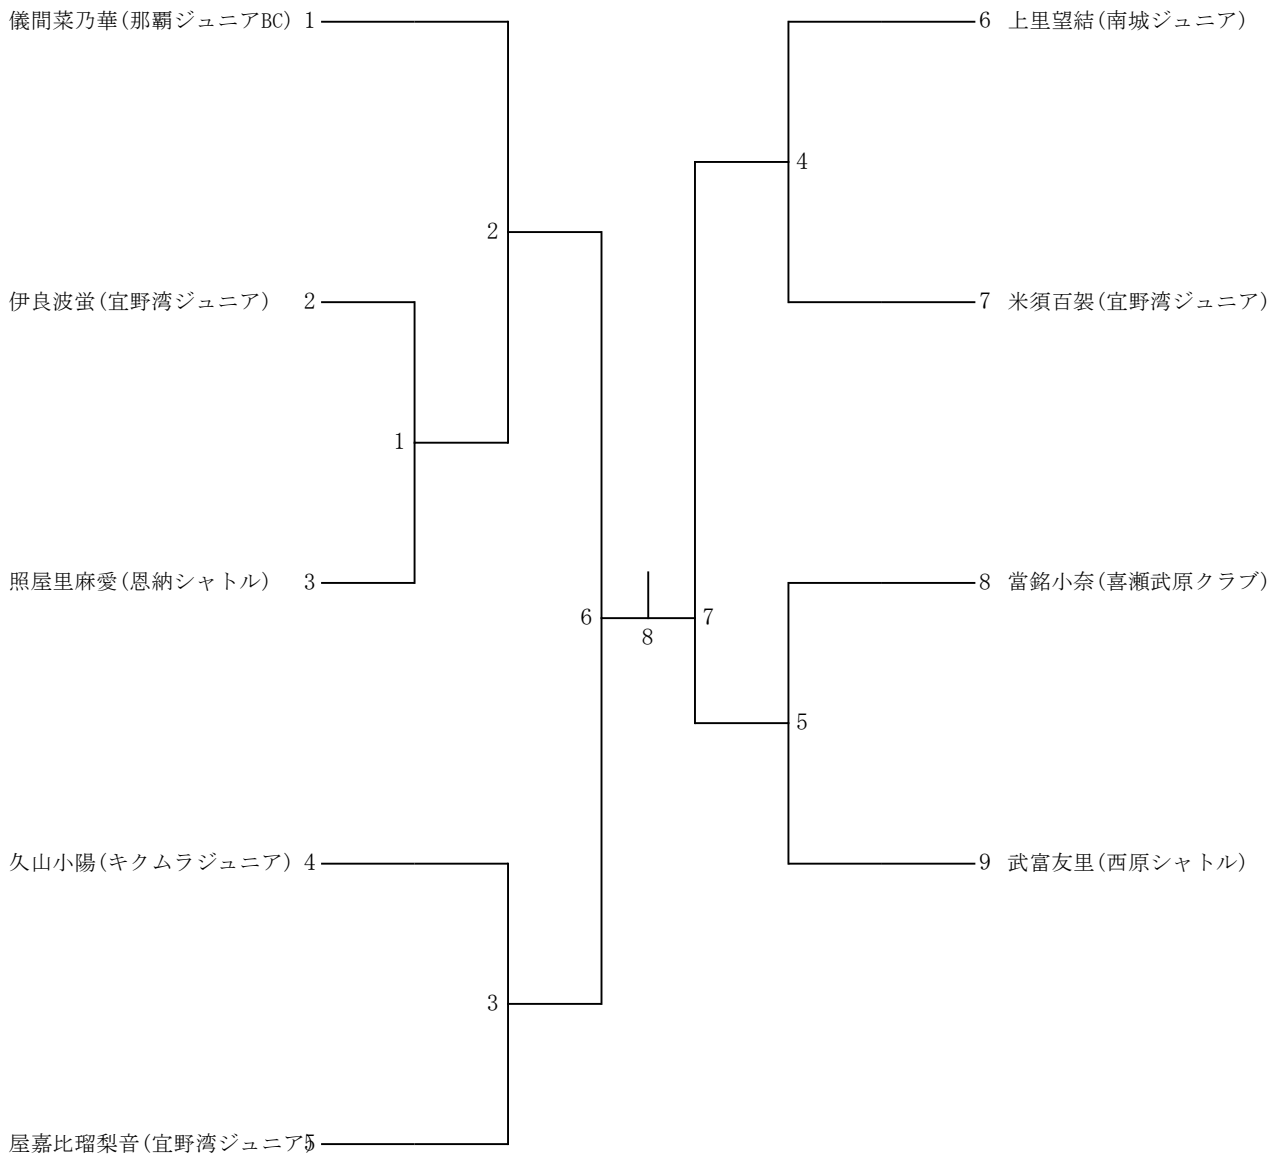 儀間菜乃華(那覇ジュニアBC) 1
6 上里望結(南城ジュニア)
4
2
伊良波蛍(宜野湾ジュニア) 2
7 米須百袈(宜野湾ジュニア)
1
照屋里麻愛(恩納シャトル) 3
8 當銘小奈(喜瀬武原クラブ)
6
7
8
5
久山小陽(キクムラジュニア) 4
9 武富友里(西原シャトル)
3
屋嘉比瑠梨音(宜野湾ジュニア) 5